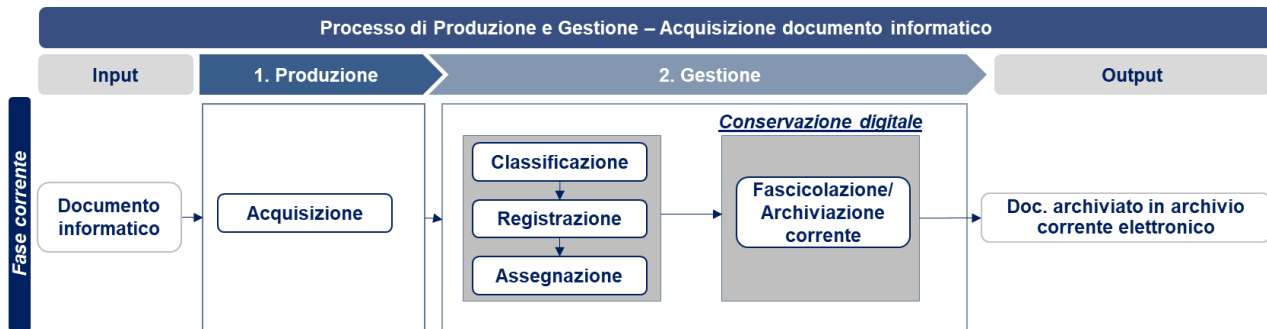 Processo di Produzione e Gestione – Acquisizione documento informatico
Input
1. Produzione
2. Gestione
Output
Fase corrente
Documento
informatico
Acquisizione
Classificazione
Registrazione
Assegnazione
Conservazione digitale
Fascicolazione/
Archiviazione
corrente
Doc. archiviato in archivio
corrente elettronico